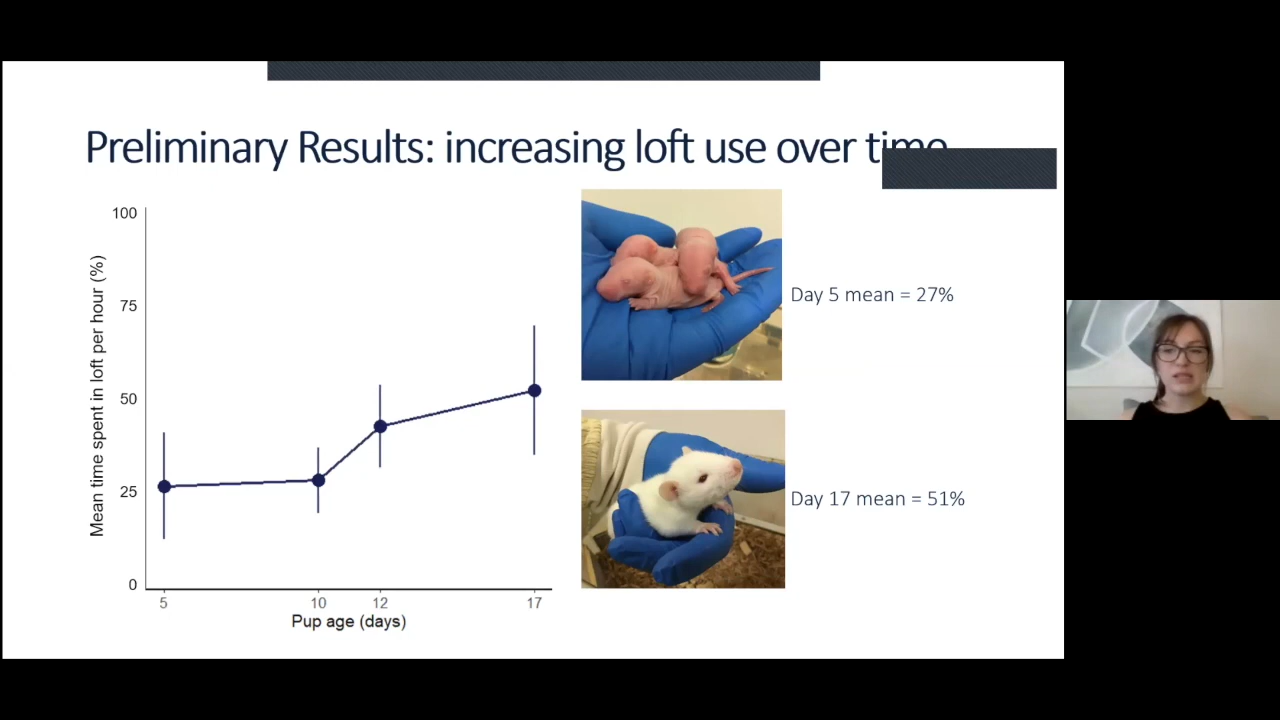 Preliminary Results: increasing loft use over time
Mean time spent in loft per hour (%)
100
75
50
25
0
5 10 12 17
Pup age (days)
Day 5 mean = 27%
Day 17 mean = 51%